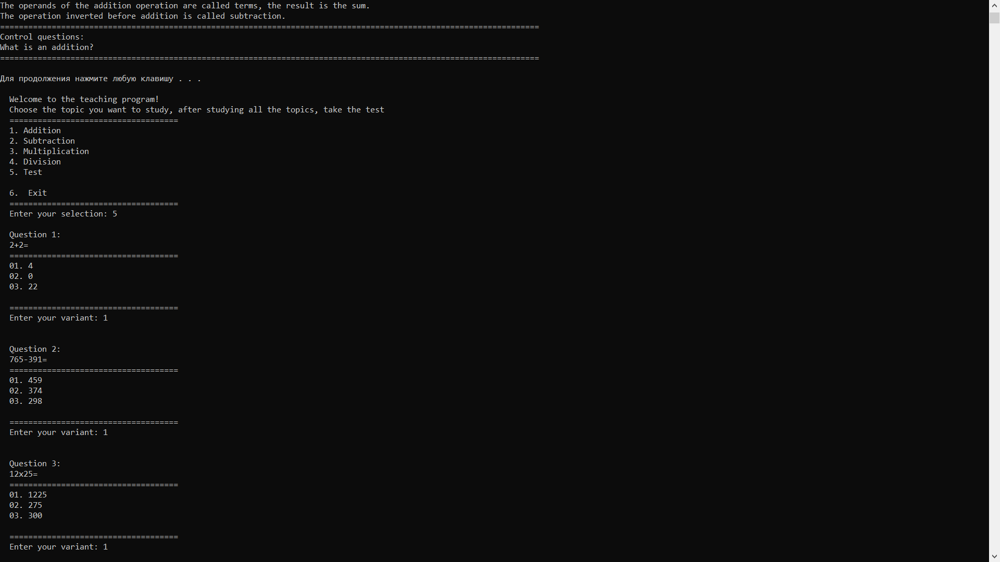 The operands of the addition operation are called terms, the result is the sum.
The operation inverted before addition is called subtraction.
===================================================================================================================
Control questions:
What is an addition?
===================================================================================================================
Для продолжения нажмите любую клавишу . . .
Welcome to the teaching program!
Choose the topic you want to study, after studying all the topics, take the test
====================================
1. Addition
2. Subtraction
3. Multiplication
4. Division
5. Test
6.  Exit
====================================
Enter your selection: 5
Question 1:
2+2=
====================================
01. 4
02. 0
03. 22
====================================
Enter your variant: 1
Question 2:
765-391=
====================================
01. 459
02. 374
03. 298
====================================
Enter your variant: 1
Question 3:
12x25=
====================================
01. 1225
02. 275
03. 300
====================================
Enter your variant: 1